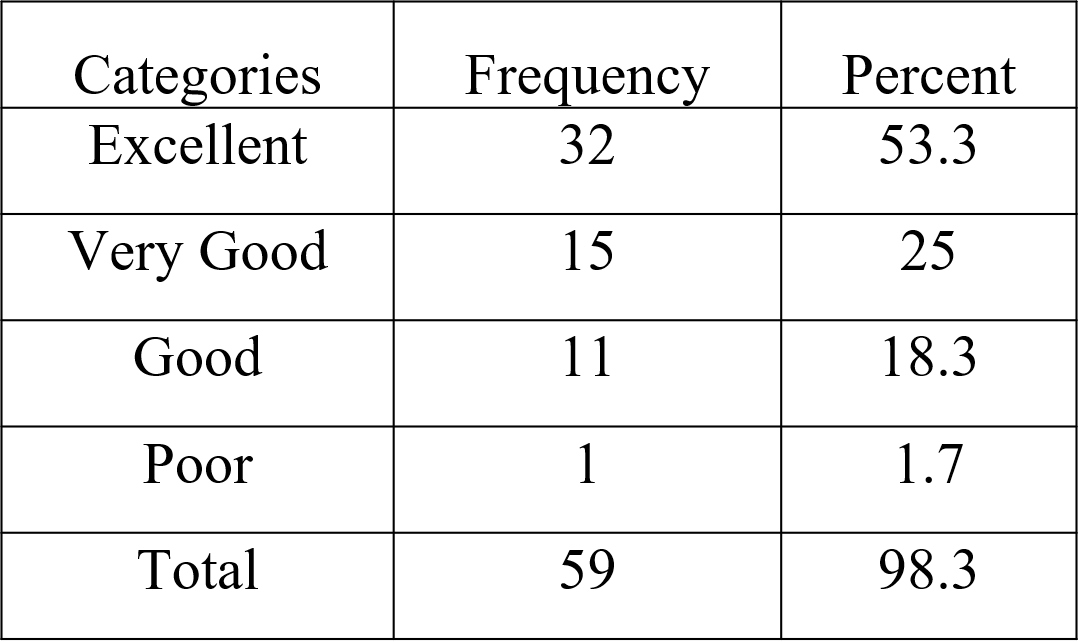 Categories Frequency Percent
Excellent 32 53.3
Very Good 15 25
Good 11 18.3
Poor 1 1.7
Total 59 98.3